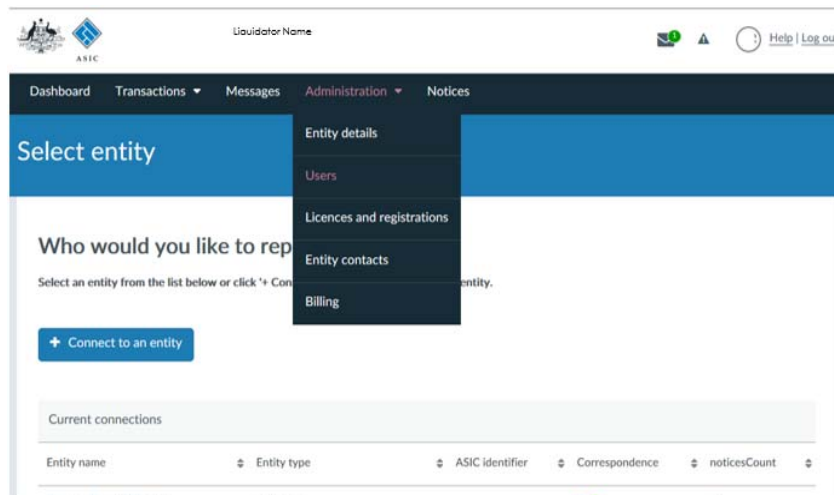 ASIC
Liquidator Name
1
Help | Log ou
Dashboard Transactions Messages Administration Notices
Select entity
Entity details
Users
Licences and registrations
Entity contacts
Billing
Who would you like to rep
Select an entity from the list below or click '+ Con entity.
+ Connect to an entity
Current connections
Entity name Entity type ASIC identifier Correspondence noticesCount